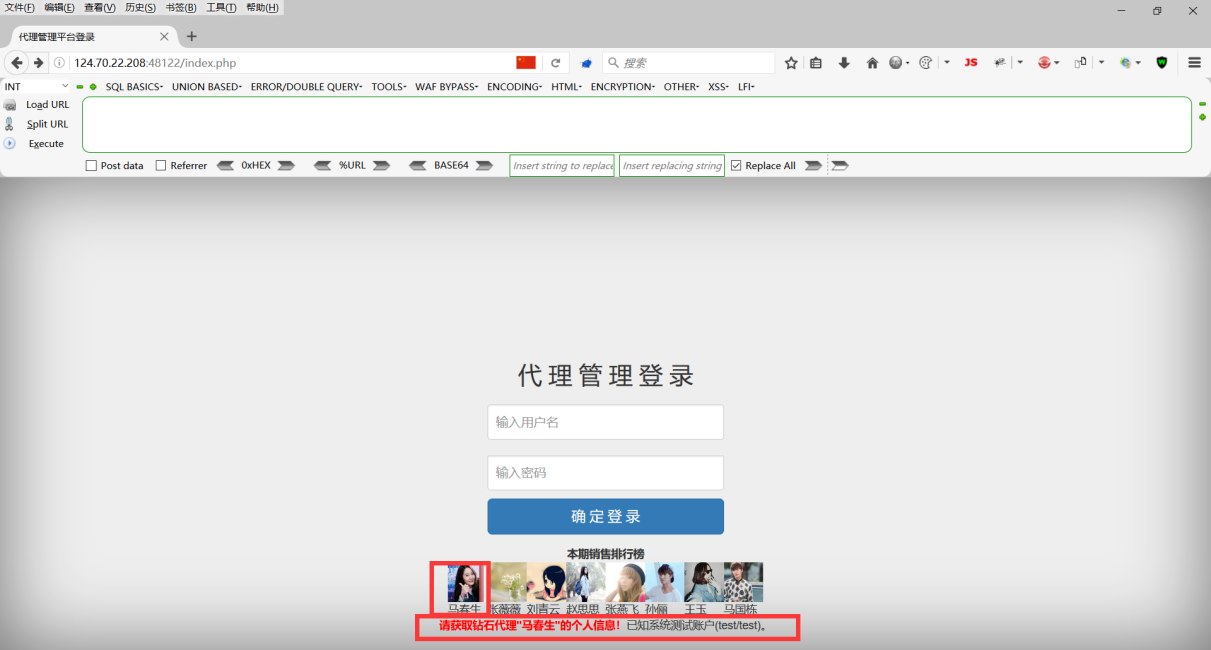 文件(F) 编辑(E) 查看(V) 历史(S) 书签(B) 工具(T) 帮助(H)
代理管理平台登录
124.70.22.208:48122/index.php
搜索
JS
INT SQL BASICS UNION BASED ERROR/DOUBLE QUERY TOOLS WAF BYPASS ENCODING HTML ENCRYPTION OTHER XSS LFI
Load URL
Split URL
Execute
Post data Referrer 0xHEX %URL BASE64 Insert string to replace Insert replacing string Replace All
代理管理登录
输入用户名
输入密码
确定登录
本期销售排行榜
马春生 张薇薇 刘青云 赵思思 张燕飞 孙俪 王玉 马国栋
请获取钻石代理"马春生"的个人信息！已知系统测试账户(test/test)。